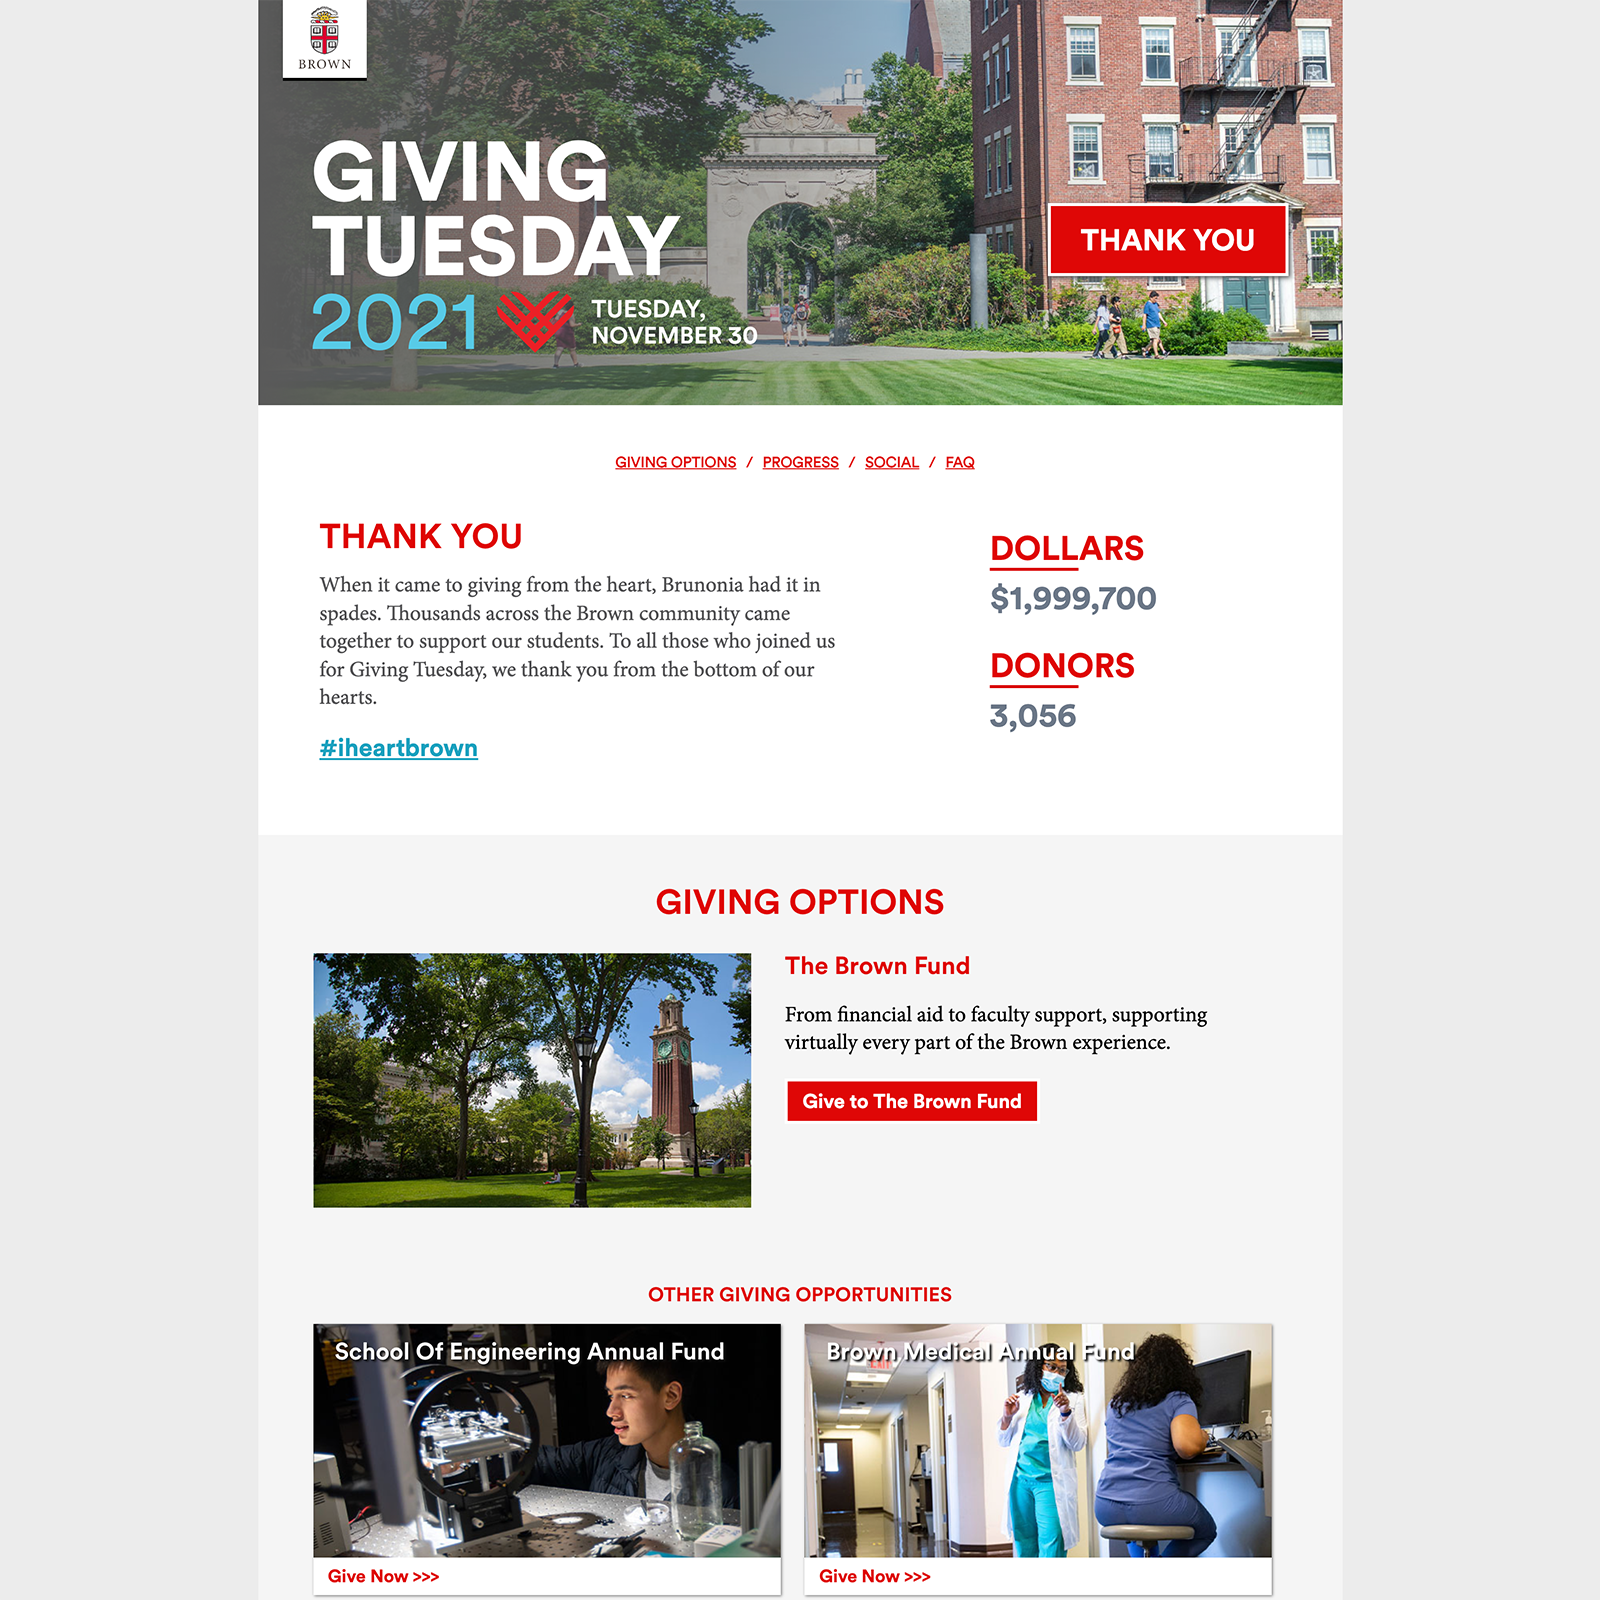 BROWN
GIVING
TUESDAY
2021
TUESDAY,
NOVEMBER 30
THANK YOU
GIVING OPTIONS / PROGRESS / SOCIAL / FAQ
THANK YOU
When it came to giving from the heart, Brunonia had it in
spades. Thousands across the Brown community came
together to support our students. To all those who joined us
for Giving Tuesday, we thank you from the bottom of our
hearts.
#iheartbrown
DOLLARS
$1,999,700
DONORS
3,056
GIVING OPTIONS
The Brown Fund
From financial aid to faculty support, supporting
virtually every part of the Brown experience.
Give to The Brown Fund
OTHER GIVING OPPORTUNITIES
School Of Engineering Annual Fund
Give Now >>>
Brown Medical Annual Fund
EXIT
Give Now >>>